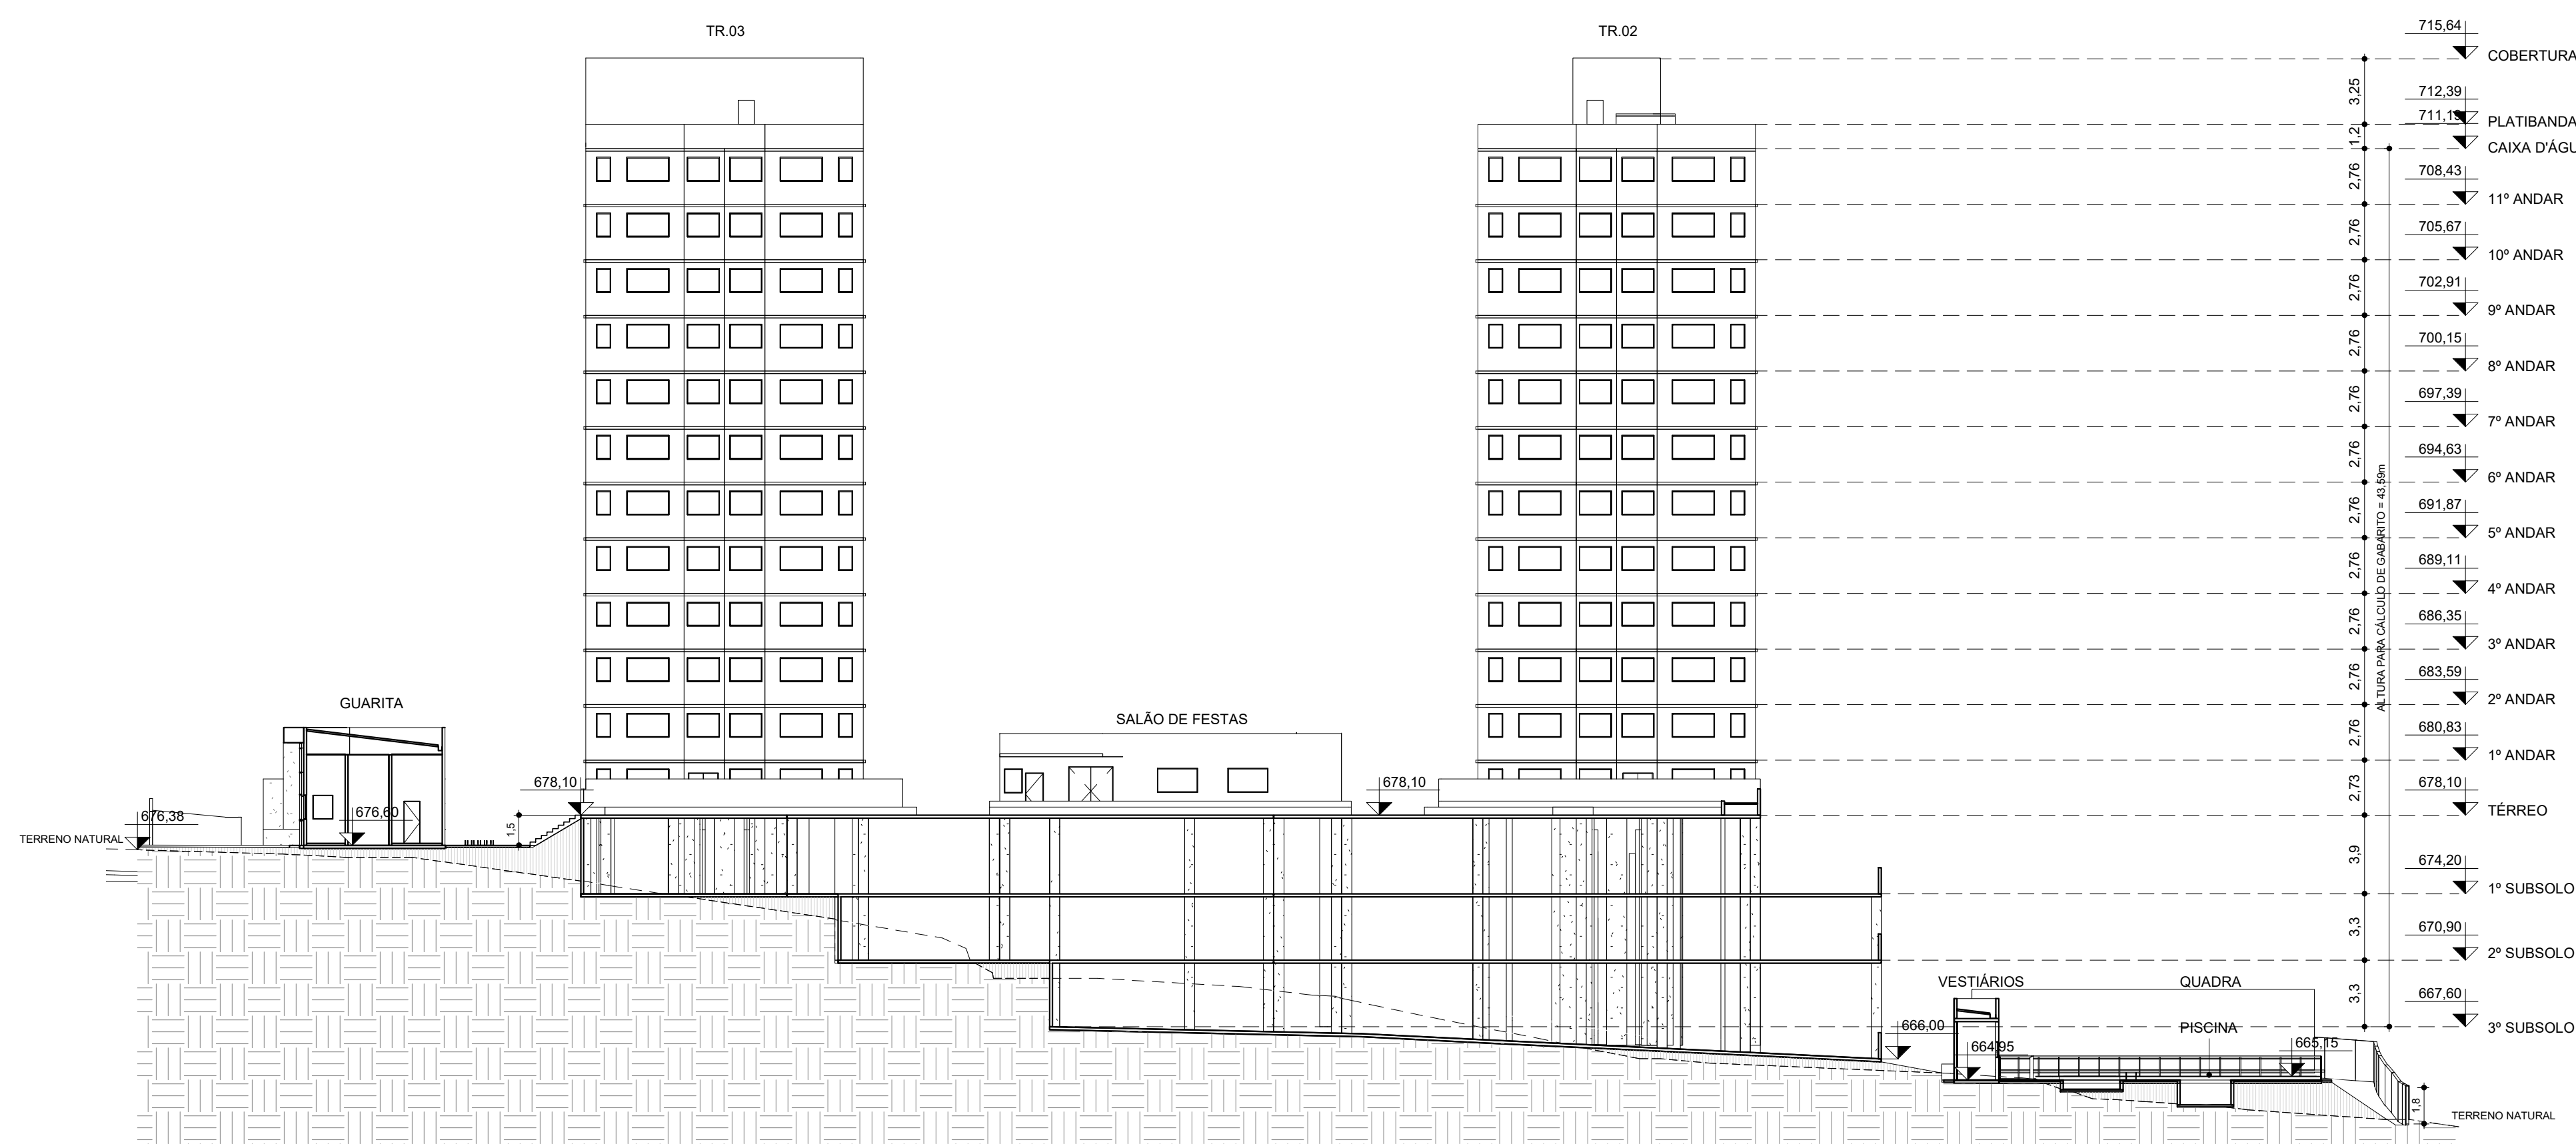 TR.03
TR.02
715,64
COBERTURA
3,25
712,39
PLATIBANDA
711,19
1,2
CAIXA D'ÁGU
2,76
708,43
11º ANDAR
2,76
705,67
10º ANDAR
2,76
702,91
9º ANDAR
2,76
700,15
8º ANDAR
2,76
697,39
7º ANDAR
2,76
694,63
6º ANDAR
2,76
691,87
5º ANDAR
2,76
689,11
4º ANDAR
2,76
686,35
3º ANDAR
2,76
683,59
2º ANDAR
2,76
680,83
1º ANDAR
2,73
678,10
TÉRREO
3,9
674,20
1º SUBSOLO
3,3
670,90
2º SUBSOLO
3,3
667,60
3º SUBSOLO
ALTURA PARA CÁLCULO DE GABARITO = 43,59m
GUARITA
SALÃO DE FESTAS
678,10
678,10
676,38
676,60
1,5
TERRENO NATURAL
VESTIÁRIOS
QUADRA
PISCINA
666,00
664,95
665,15
1,8
TERRENO NATURAL